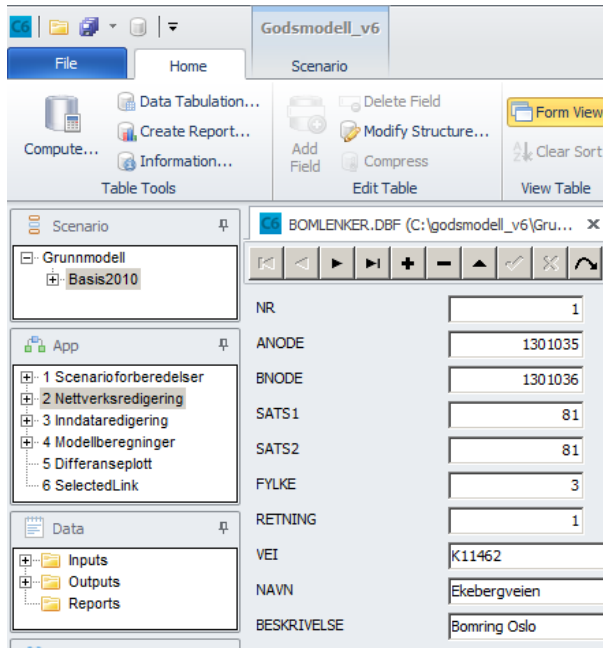 C6
Godsmodell_v6
File
Home
Scenario
Compute...
Data Tabulation...
Create Report...
Information...
Table Tools
Add Field
Delete Field
Modify Structure...
Compress
Edit Table
Form View
Clear Sort
View Table
Scenario
Grunnmodell
Basis2010
App
1 Scenarioforberedelser
2 Nettverksredigering
3 Inndataredigering
4 Modellberegninger
5 Differanseplott
6 SelectedLink
Data
Inputs
Outputs
Reports
C6 BOMLENKER.DBF (C:\godsmodell_v6\Gru... x
NR 1
ANODE 1301035
BNODE 1301036
SATS1 81
SATS2 81
FYLKE 3
RETNING 1
VEI K11462
NAVN Ekebergveien
BESKRIVELSE Bomring Oslo